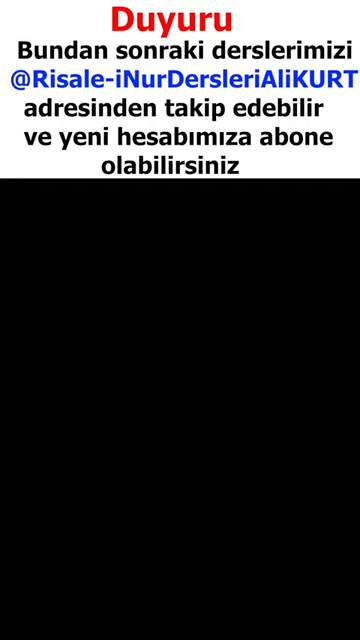 Duyuru
Bundan sonraki derslerimizi
@Risale-iNurDersleriAliKURT
adresinden takip edebilir
ve yeni hesabımıza abone
olabilirsiniz